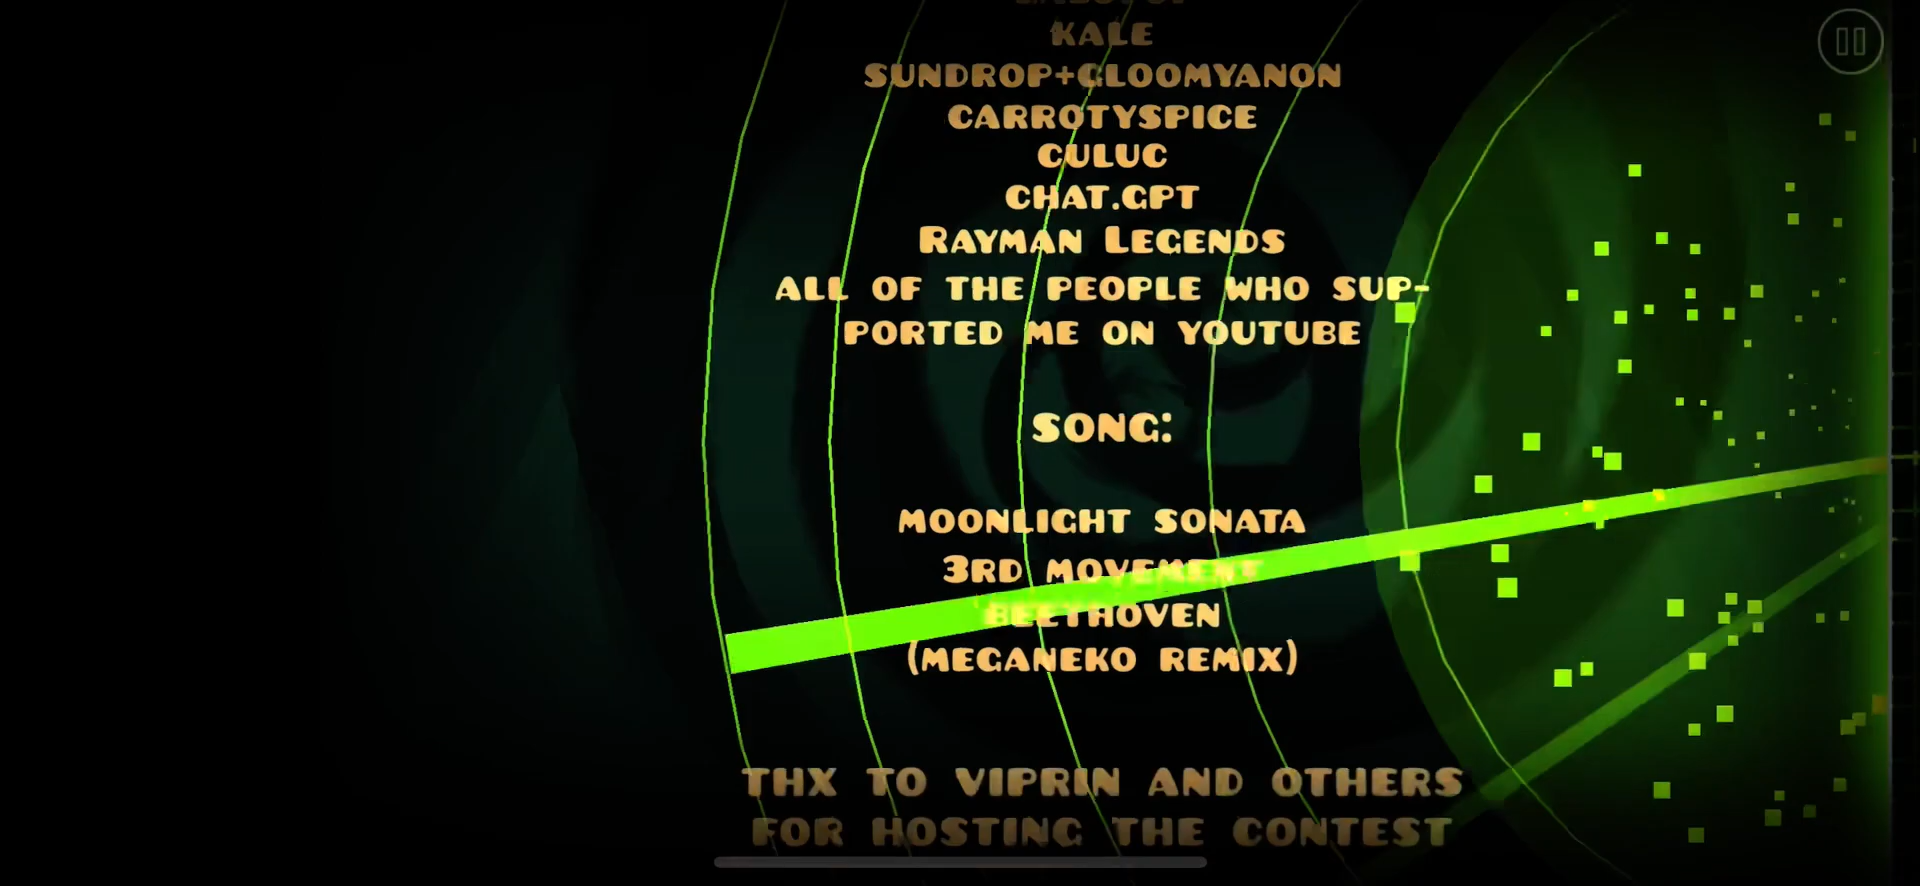 KALE
SUNDROP+GLOOMYANON
CARROTYSPICE
CULUC
CHAT.GPT
RAYMAN LEGENDS
ALL OF THE PEOPLE WHO SUP-
PORTED ME ON YOUTUBE
SONG:
MOONLIGHT SONATA
3RD MOVEMENT
BEETHOVEN
(MEGANEKO REMIX)
THX TO VIPRIN AND OTHERS
FOR HOSTING THE CONTEST